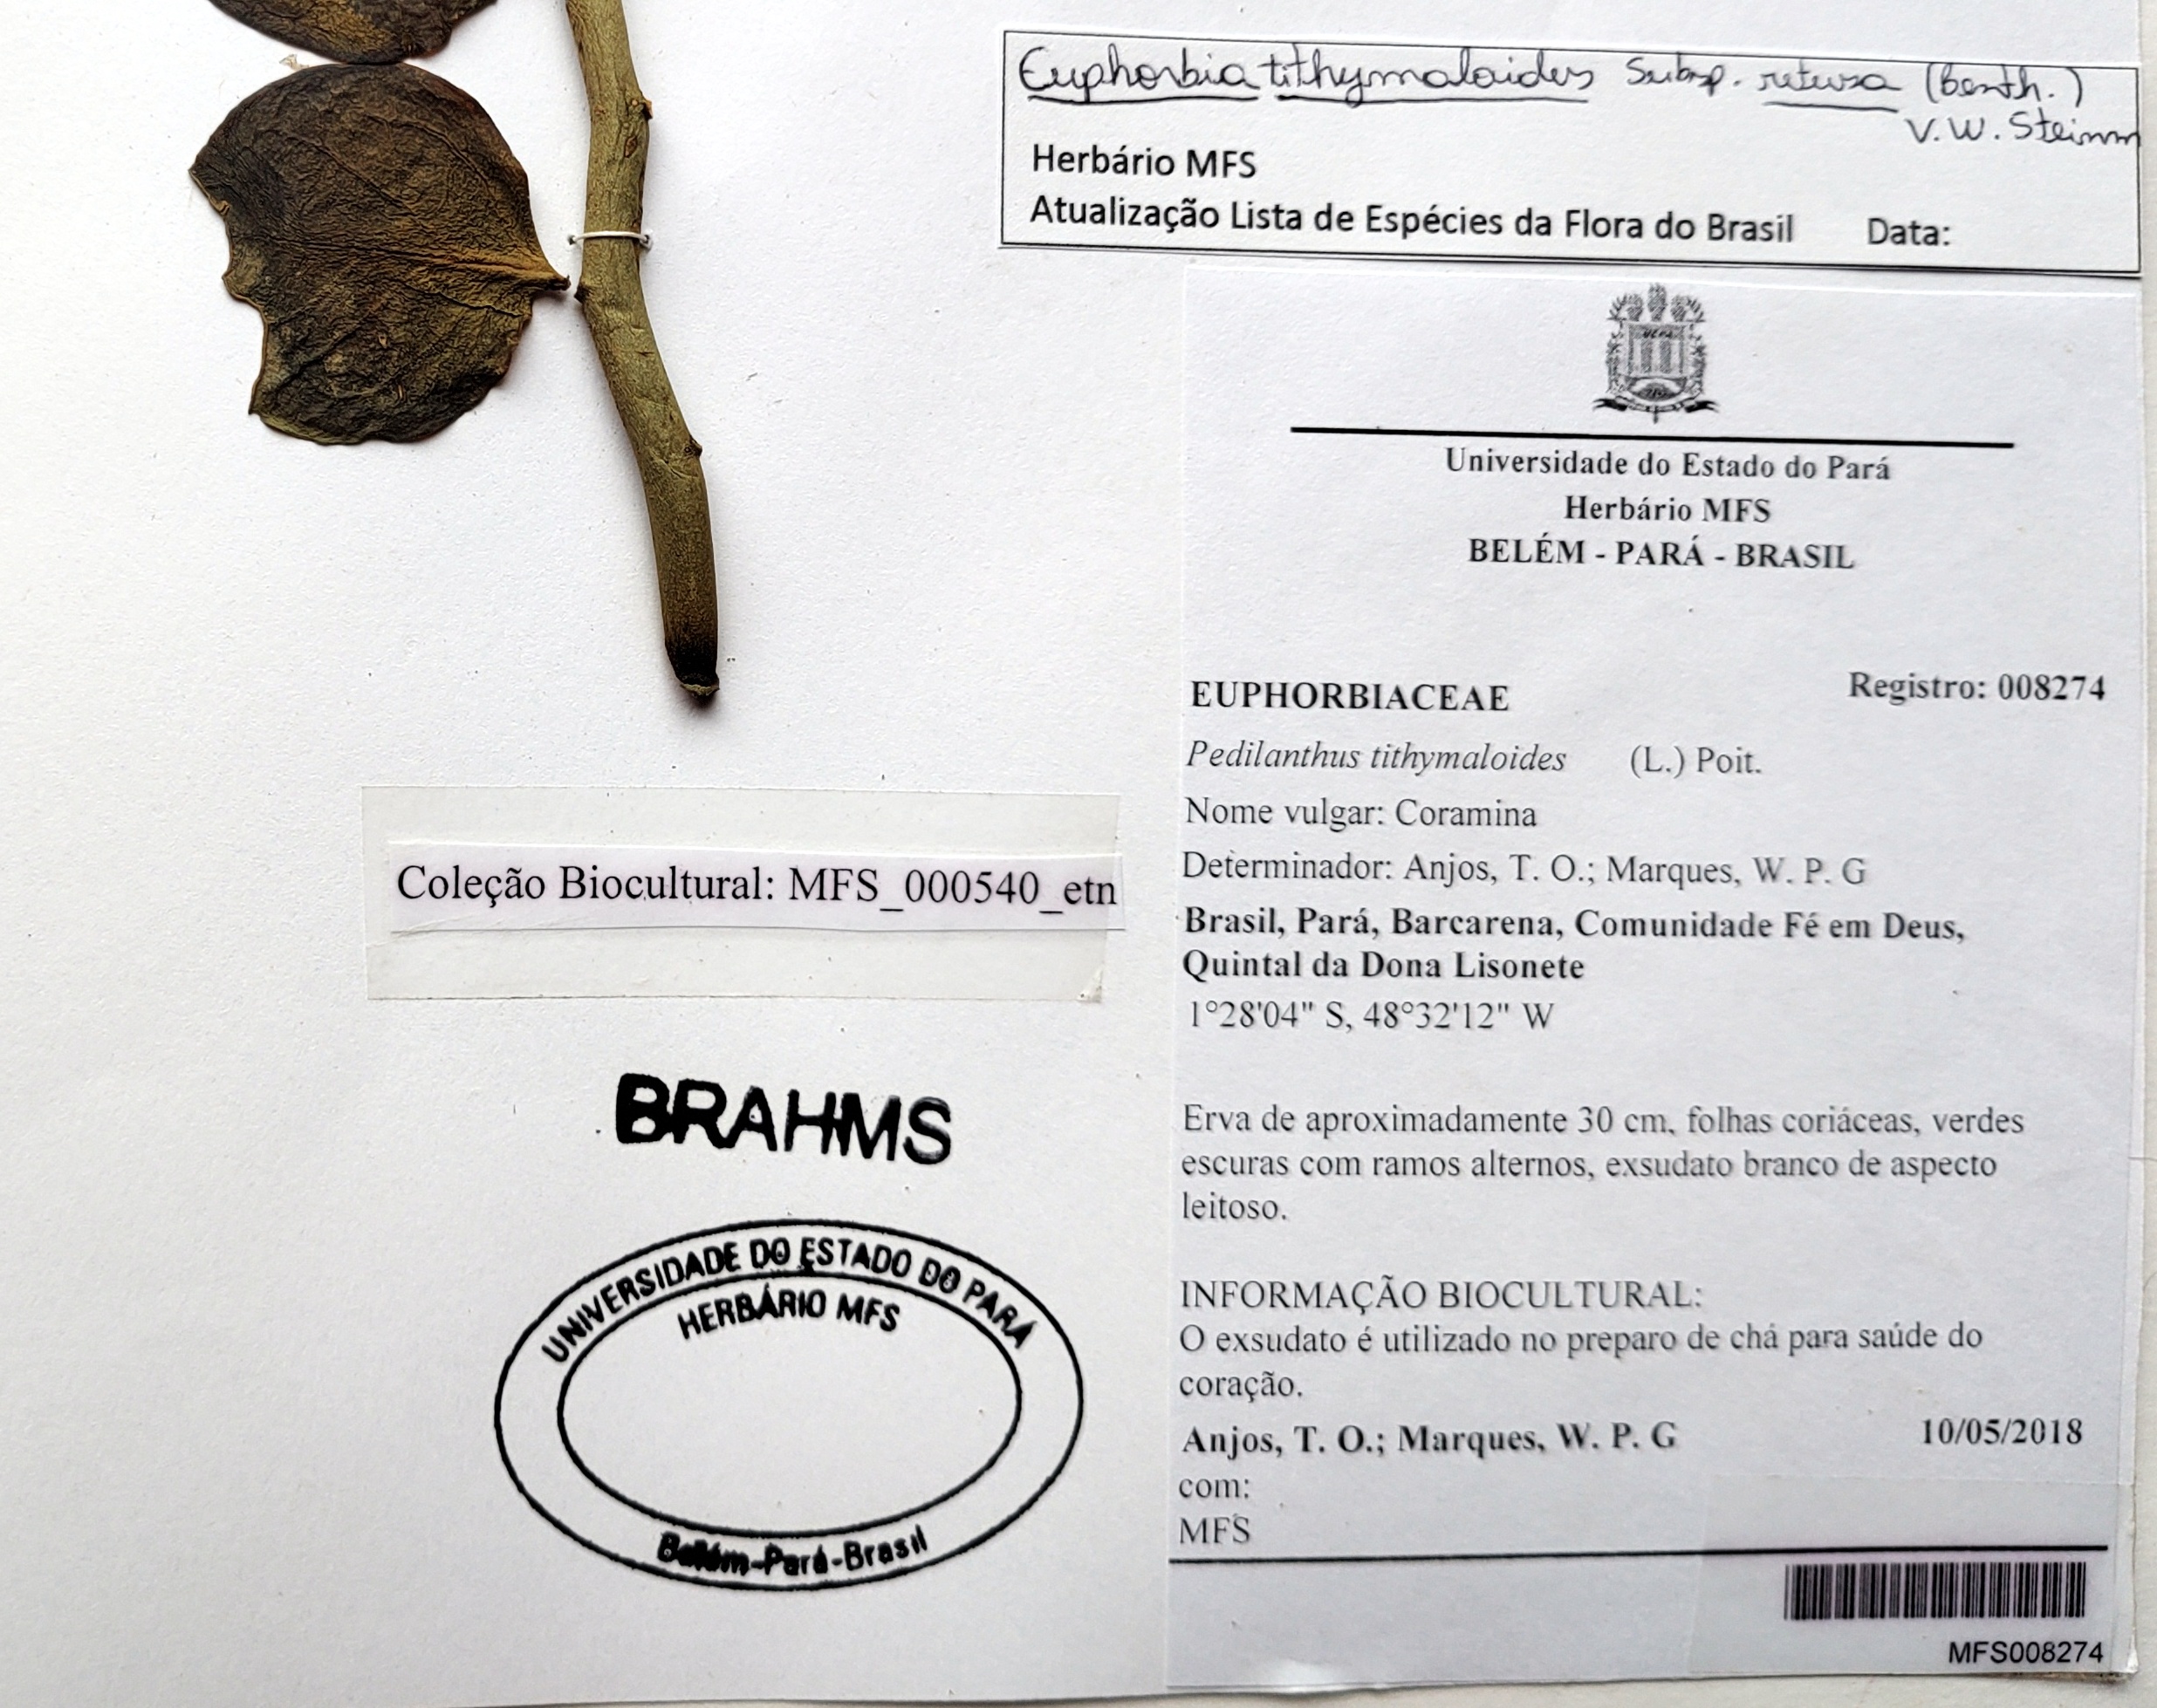 Euphorbia tithymaloides Subsp. retusa (Benth.)
V.W. Steinm
Herbário MFS
Atualização Lista de Espécies da Flora do Brasil Data:
Universidade do Estado do Pará
Herbário MFS
BELÉM - PARÁ - BRASIL
EUPHORBIACEAE Registro: 008274
Pedilanthus tithymaloides (L.) Poit.
Nome vulgar: Coramina
Determinador: Anjos, T. O.; Marques, W. P. G
Brasil, Pará, Barcarena, Comunidade Fé em Deus,
Quintal da Dona Lisonete
1°28'04" S, 48°32'12" W
Erva de aproximadamente 30 cm, folhas coriáceas, verdes
escuras com ramos alternos, exsudato branco de aspecto
leitoso.
INFORMAÇÃO BIOCULTURAL:
O exsudato é utilizado no preparo de chá para saúde do
coração.
Anjos, T. O.; Marques, W. P. G 10/05/2018
com:
MFS
MFS008274
Coleção Biocultural: MFS_000540_etn
BRAHMS
UNIVERSIDADE DO ESTADO DO PARÁ
HERBÁRIO MFS
Belém-Pará-Brasil